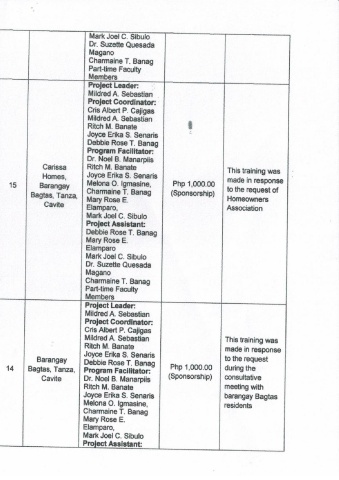 Mark Joel C. Sibulo
Dr. Suzette Quesada
Magano
Charmaine T. Banag
Part-time Faculty
Members
15
Carissa
Homes,
Barangay
Bagtas, Tanza,
Cavite
Project Leader:
Mildred A. Sebastian
Project Coordinator:
Cris Albert P. Cajigas
Mildred A. Sebastian
Ritch M. Banate
Joyce Erika S. Senaris
Debbie Rose T. Banag
Program Facilitator:
Dr. Noel B. Manarpiis
Ritch M. Banate
Joyce Erika S. Senaris
Melona O. Igmasine,
Charmaine T. Banag
Mary Rose E.
Elamparo,
Mark Joel C. Sibulo
Project Assistant:
Debbie Rose T. Banag
Mary Rose E.
Elamparo
Mark Joel C. Sibulo
Dr. Suzette Quesada
Magano
Charmaine T. Banag
Part-time Faculty
Members
Php 1,000.00
(Sponsorship)
This training was
made in response
to the request of
Homeowners
Association
14
Barangay
Bagtas, Tanza,
Cavite
Project Leader:
Mildred A. Sebastian
Project Coordinator:
Cris Albert P. Cajigas
Mildred A. Sebastian
Ritch M. Banate
Joyce Erika S. Senaris
Debbie Rose T. Banag
Program Facilitator:
Dr. Noel B. Manarpiis
Ritch M. Banate
Joyce Erika S. Senaris
Melona O. Igmasine,
Charmaine T. Banag
Mary Rose E.
Elamparo,
Mark Joel C. Sibulo
Project Assistant:
Php 1,000.00
(Sponsorship)
This training was
made in response
to the request
during the
consultative
meeting with
barangay Bagtas
residents